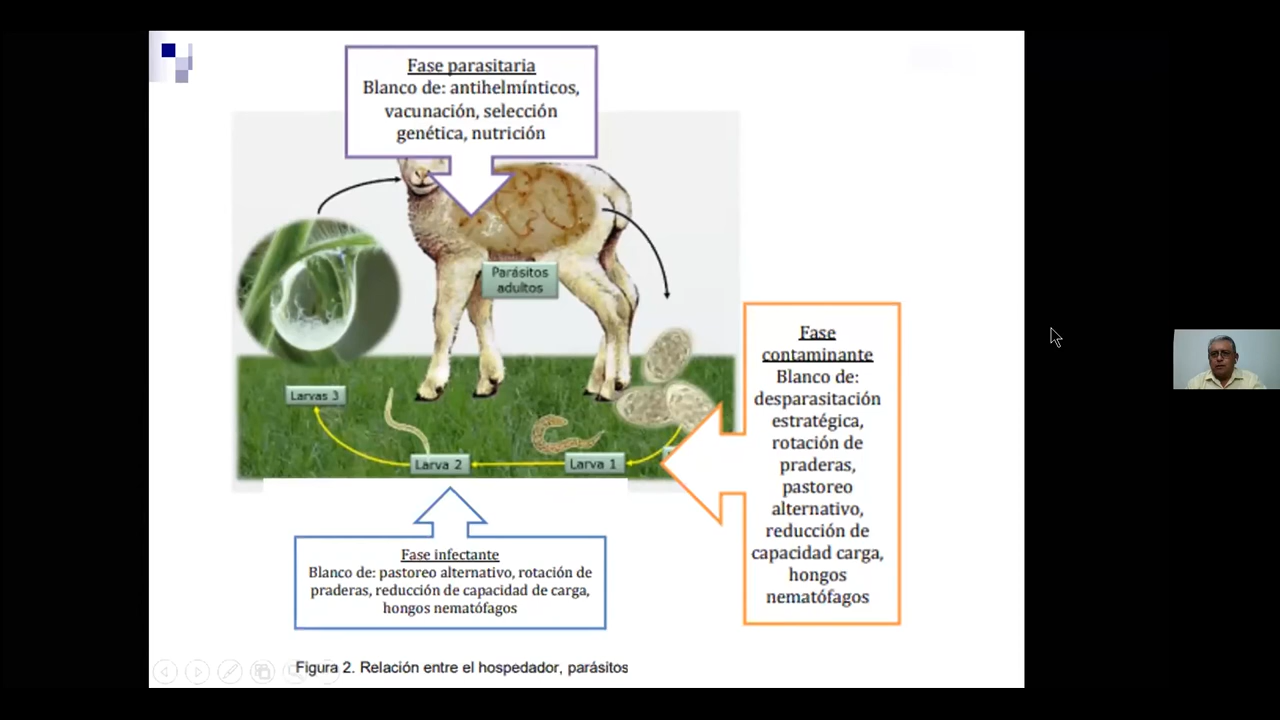 Fase parasitaria
Blanco de: antihelmínticos,
vacunación, selección
genética, nutrición
Parásitos
adultos
Fase
contaminante
Blanco de:
desparasitación
estratégica,
rotación de
praderas,
pastoreo
alternativo,
reducción de
capacidad carga,
hongos
nematófagos
Larvas 3
Larva 2
Larva 1
Fase infectante
Blanco de: pastoreo alternativo, rotación de
praderas, reducción de capacidad de carga,
hongos nematófagos
Figura 2. Relación entre el hospedador, parásitos